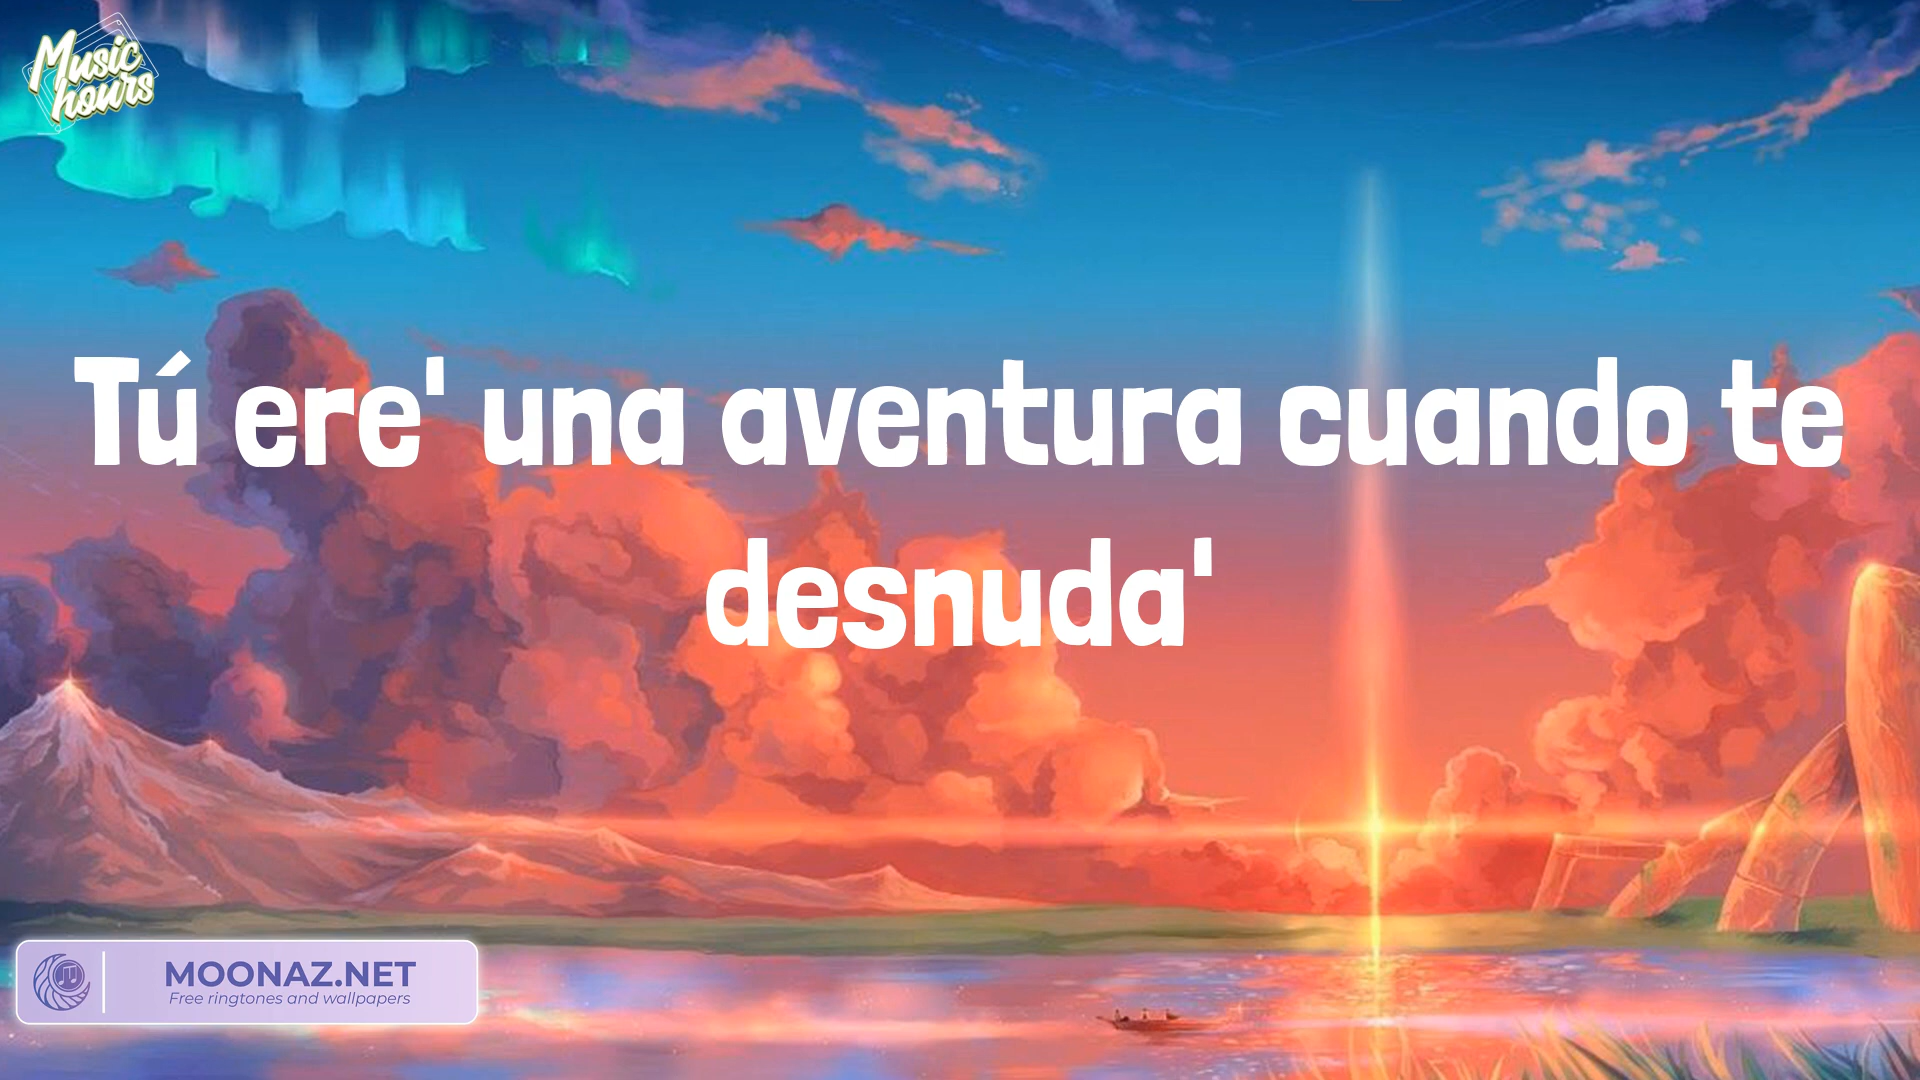 Music
hours
Tú ere' una aventura cuando te
desnuda'
MOONAZ.NET
Free ringtones and wallpapers